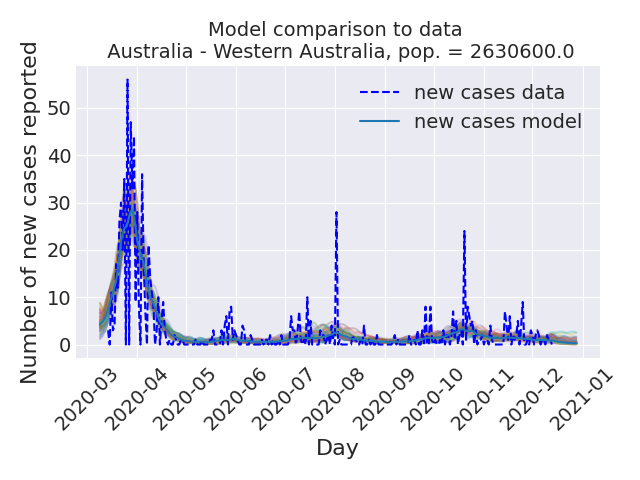 Model comparison to data
Australia - Western Australia, pop. = 2630600.0
new cases data
new cases model
Number of new cases reported
50
40
30
20
10
0
2020-03
2020-04
2020-05
2020-06
2020-07
2020-08
2020-09
2020-10
2020-11
2020-12
2021-01
Day